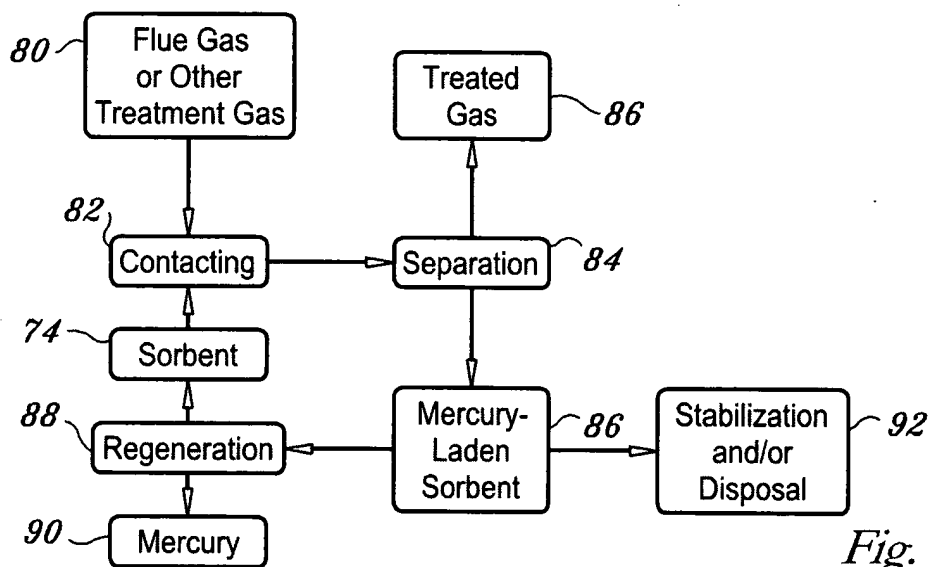 80
Flue Gas
or Other
Treatment Gas
Treated
Gas
86
82
Contacting
Separation
84
74
Sorbent
88
Regeneration
Mercury-
Laden
Sorbent
86
Stabilization
and/or
Disposal
92
90
Mercury
Fig.